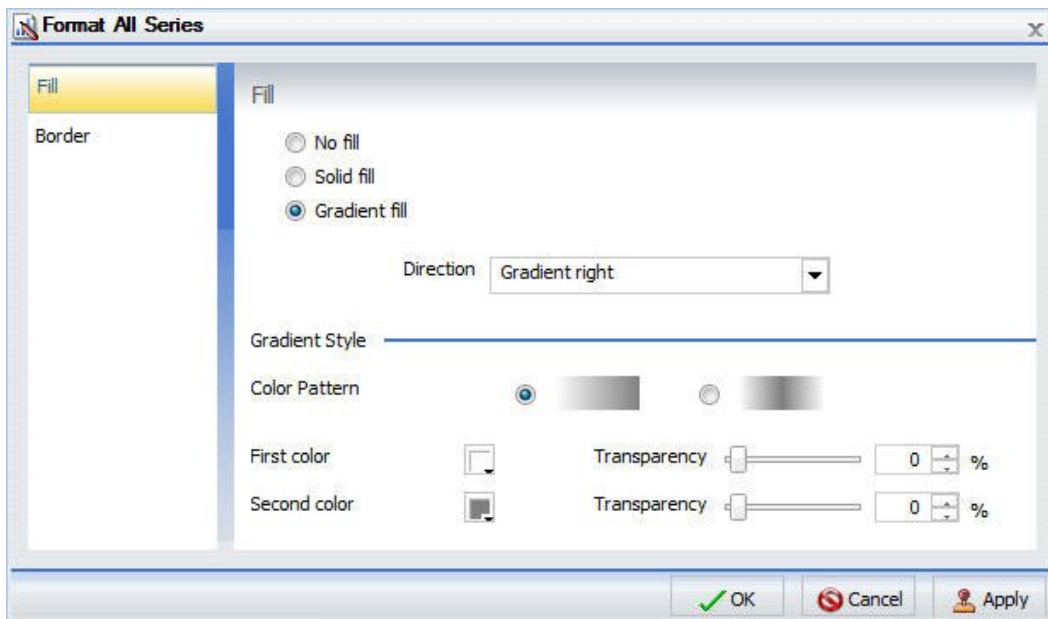 Format All Series
x
Fill
Border
Fill
No fill
Solid fill
Gradient fill
Direction Gradient right
Gradient Style
Color Pattern
First color Transparency 0 %
Second color Transparency 0 %
OK Cancel Apply